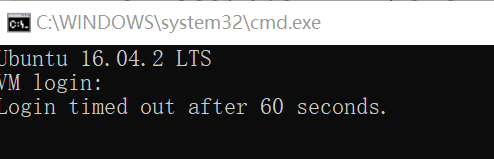 C:\WINDOWS\system32\cmd.exe
Ubuntu 16.04.2 LTS
VM login:
Login timed out after 60 seconds.